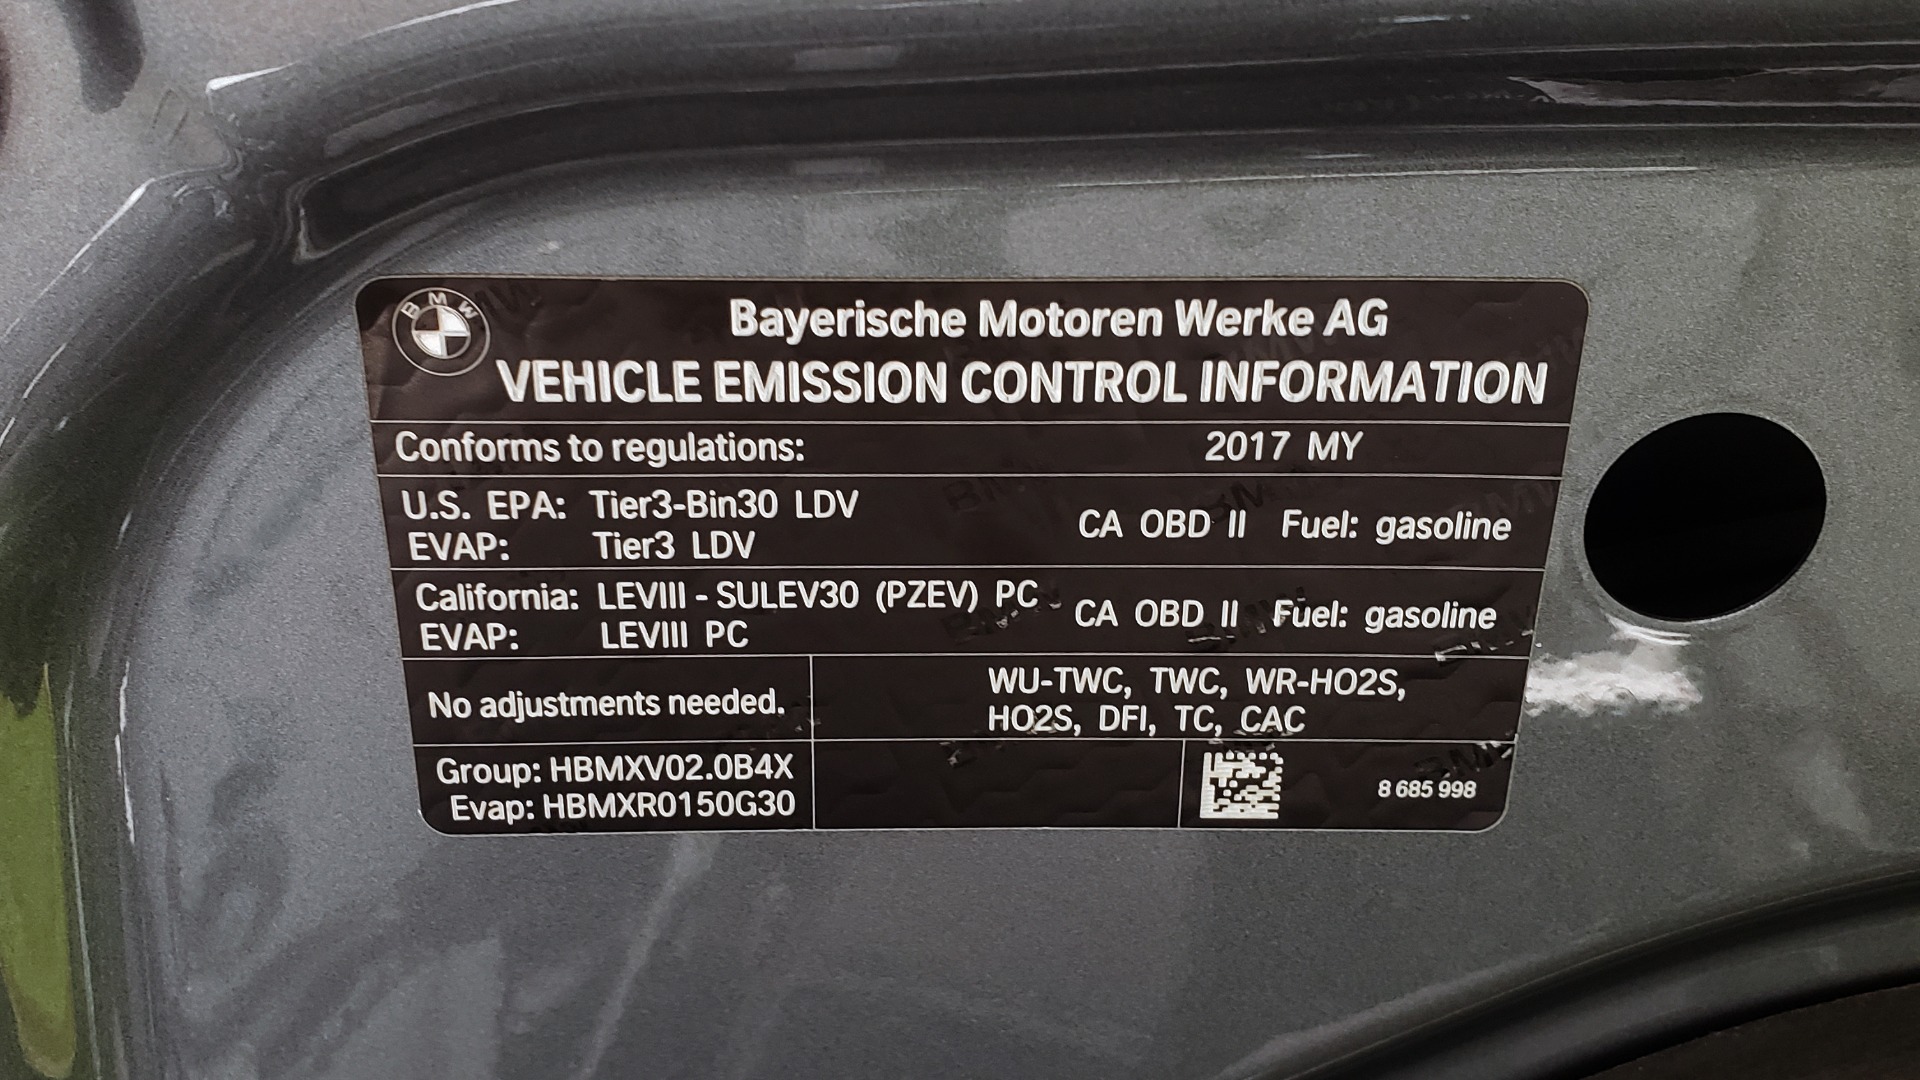 BMW
Bayerische Motoren Werke AG
VEHICLE EMISSION CONTROL INFORMATION
Conforms to regulations: 2017 MY
U.S. EPA: Tier3-Bin30 LDV
EVAP: Tier3 LDV
CA OBD II Fuel: gasoline
California: LEVIII - SULEV30 (PZEV) PC
EVAP: LEVIII PC
CA OBD II Fuel: gasoline
No adjustments needed.
WU-TWC, TWC, WR-HO2S,
HO2S, DFI, TC, CAC
Group: HBMXV02.0B4X
Evap: HBMXR0150G30
8 685 998